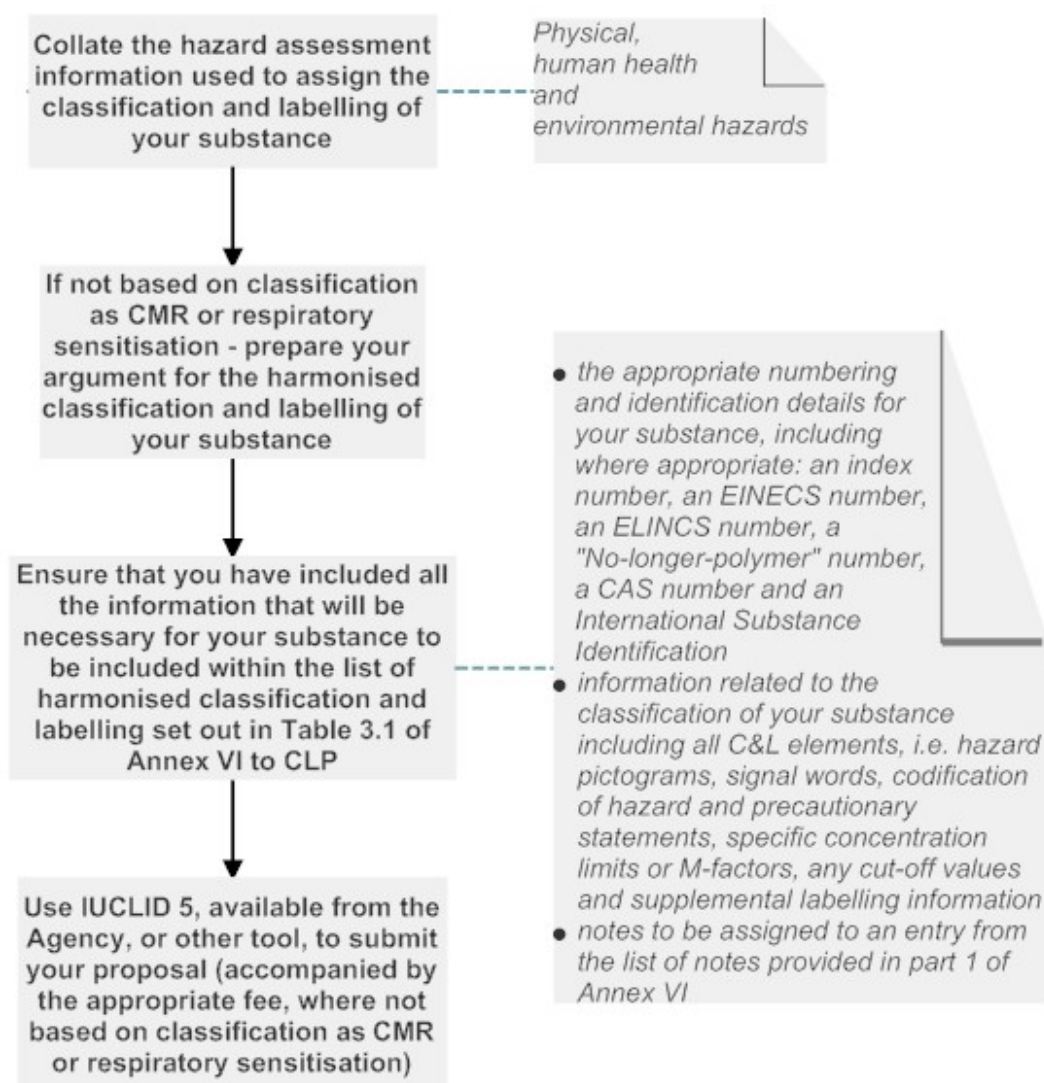 Collate the hazard assessment
information used to assign the
classification and labelling of
your substance
Physical,
human health
and
environmental hazards
If not based on classification
as CMR or respiratory
sensitisation - prepare your
argument for the harmonised
classification and labelling of
your substance
Ensure that you have included all
the information that will be
necessary for your substance to
be included within the list of
harmonised classification and
labelling set out in Table 3.1 of
Annex VI to CLP
● the appropriate numbering
and identification details for
your substance, including
where appropriate: an index
number, an EINECS number,
an ELINCS number, a
"No-longer-polymer" number,
a CAS number and an
International Substance
Identification
● information related to the
classification of your substance
including all C&L elements, i.e. hazard
pictograms, signal words, codification
of hazard and precautionary
statements, specific concentration
limits or M-factors, any cut-off values
and supplemental labelling information
● notes to be assigned to an entry from
the list of notes provided in part 1 of
Annex VI
Use IUCLID 5, available from the
Agency, or other tool, to submit
your proposal (accompanied by
the appropriate fee, where not
based on classification as CMR
or respiratory sensitisation)